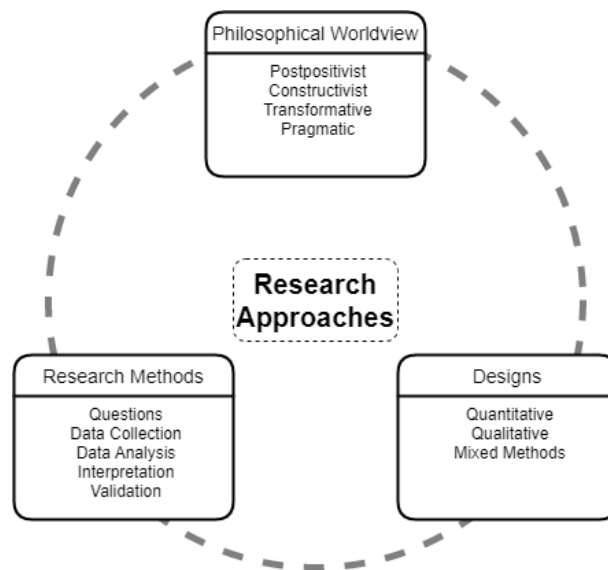 Philosophical Worldview
Postpositivist
Constructivist
Transformative
Pragmatic
Research
Approaches
Research Methods
Questions
Data Collection
Data Analysis
Interpretation
Validation
Designs
Quantitative
Qualitative
Mixed Methods